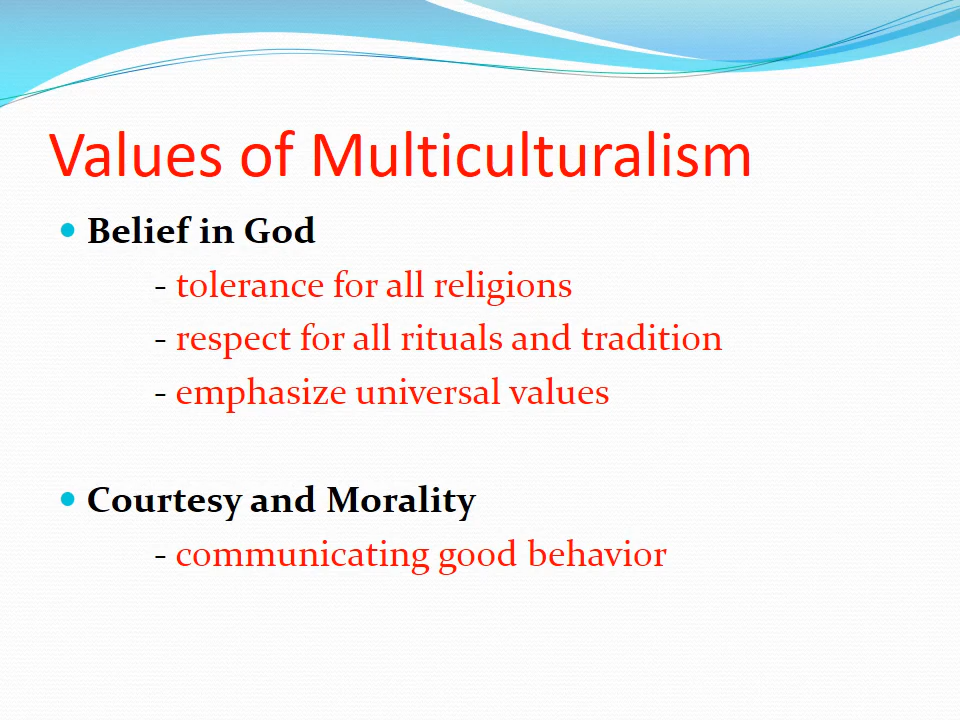 Values of Multiculturalism
• Belief in God
- tolerance for all religions
- respect for all rituals and tradition
- emphasize universal values
• Courtesy and Morality
- communicating good behavior